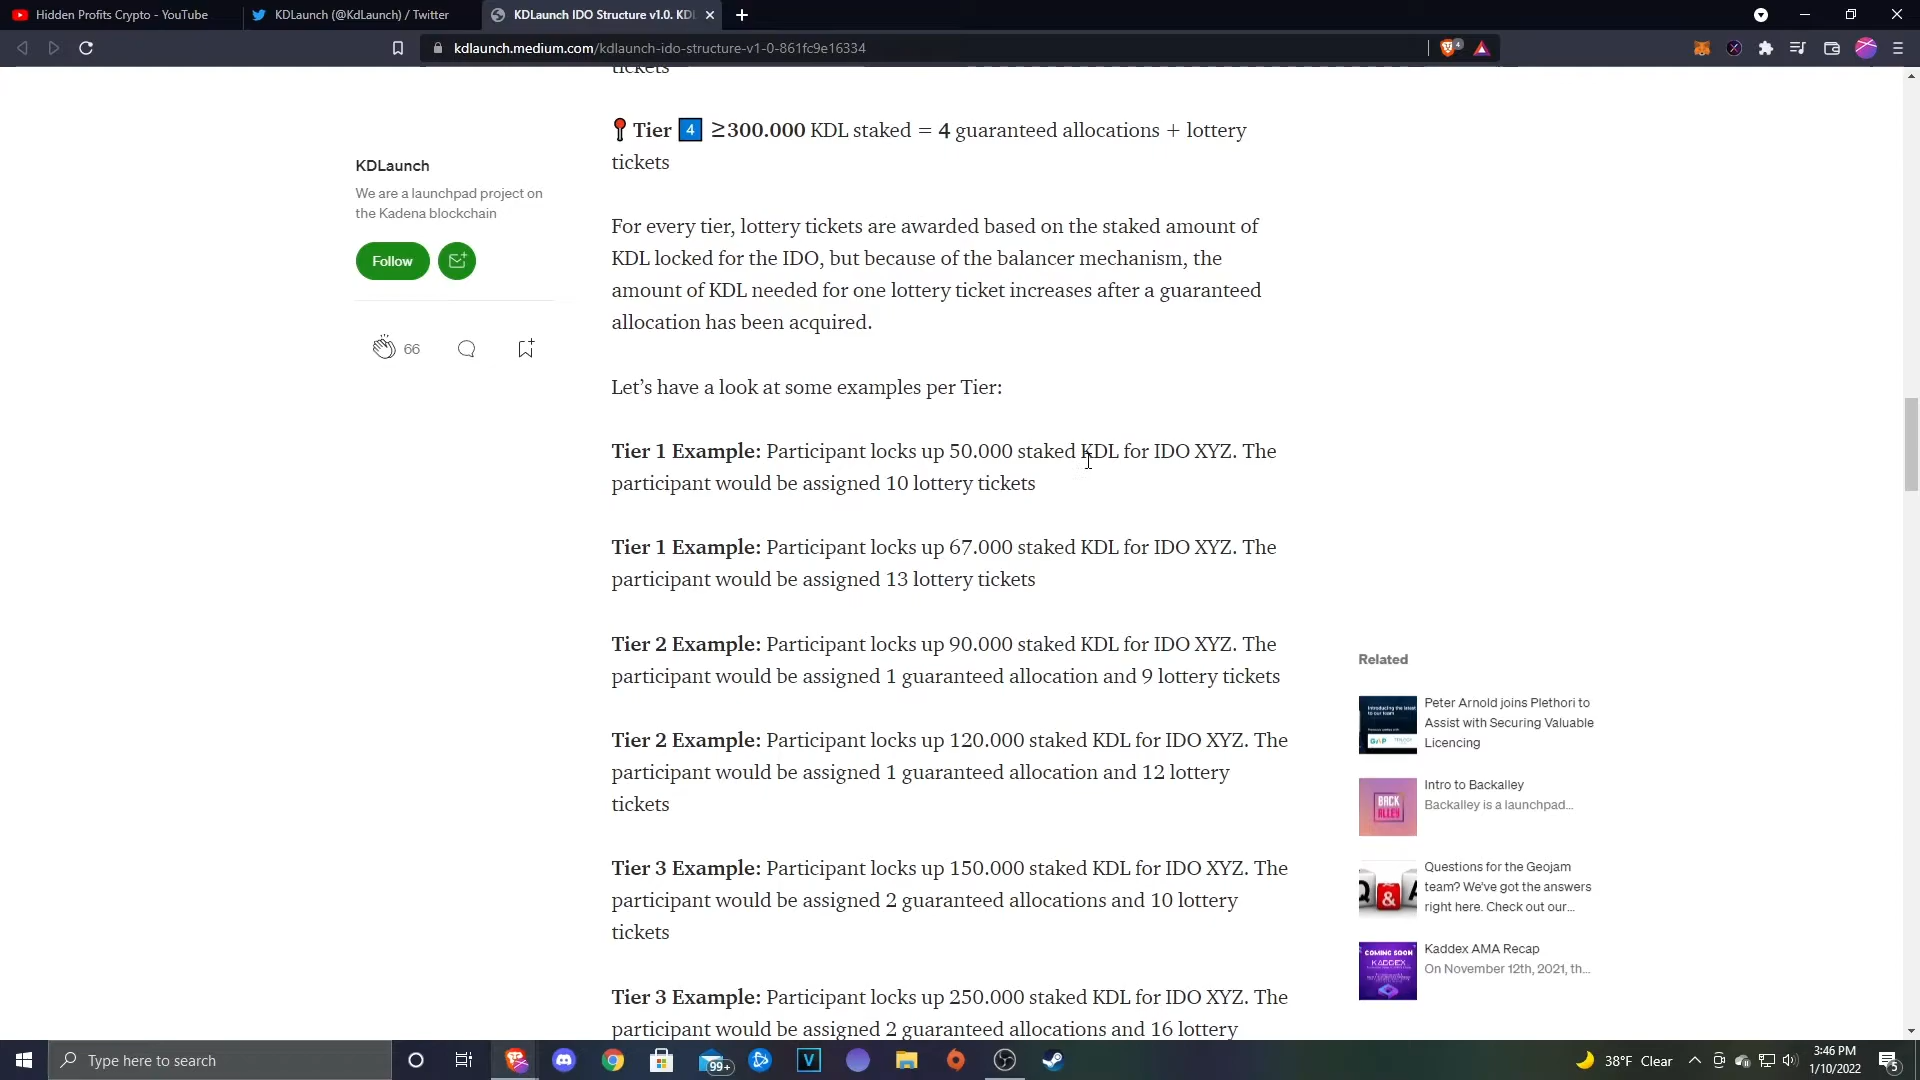 Hidden Profits Crypto - YouTube
KDLaunch (@KdLaunch) / Twitter
KDLaunch IDO Structure v1.0. KDL
kdlaunch.medium.com/kdlaunch-ido-structure-v1-0-861fc9e16334
4
tickets
Tier 4 ≥300.000 KDL staked = 4 guaranteed allocations + lottery
tickets
KDLaunch
We are a launchpad project on
the Kadena blockchain
Follow
66
For every tier, lottery tickets are awarded based on the staked amount of
KDL locked for the IDO, but because of the balancer mechanism, the
amount of KDL needed for one lottery ticket increases after a guaranteed
allocation has been acquired.
Let's have a look at some examples per Tier:
Tier 1 Example: Participant locks up 50.000 staked KDL for IDO XYZ. The
participant would be assigned 10 lottery tickets
Tier 1 Example: Participant locks up 67.000 staked KDL for IDO XYZ. The
participant would be assigned 13 lottery tickets
Tier 2 Example: Participant locks up 90.000 staked KDL for IDO XYZ. The
participant would be assigned 1 guaranteed allocation and 9 lottery tickets
Tier 2 Example: Participant locks up 120.000 staked KDL for IDO XYZ. The
participant would be assigned 1 guaranteed allocation and 12 lottery
tickets
Tier 3 Example: Participant locks up 150.000 staked KDL for IDO XYZ. The
participant would be assigned 2 guaranteed allocations and 10 lottery
tickets
Tier 3 Example: Participant locks up 250.000 staked KDL for IDO XYZ. The
participant would be assigned 2 guaranteed allocations and 16 lottery
Related
Peter Arnold joins Plethori to
Assist with Securing Valuable
Licencing
BACK
ALLEY
Intro to Backalley
Backalley is a launchpad...
Q & A
Questions for the Geojam
team? We've got the answers
right here. Check out our...
COMING SOON
KADDEX
Kaddex AMA Recap
On November 12th, 2021, th...
Type here to search
99+
V
38°F Clear
3:46 PM
1/10/2022
5